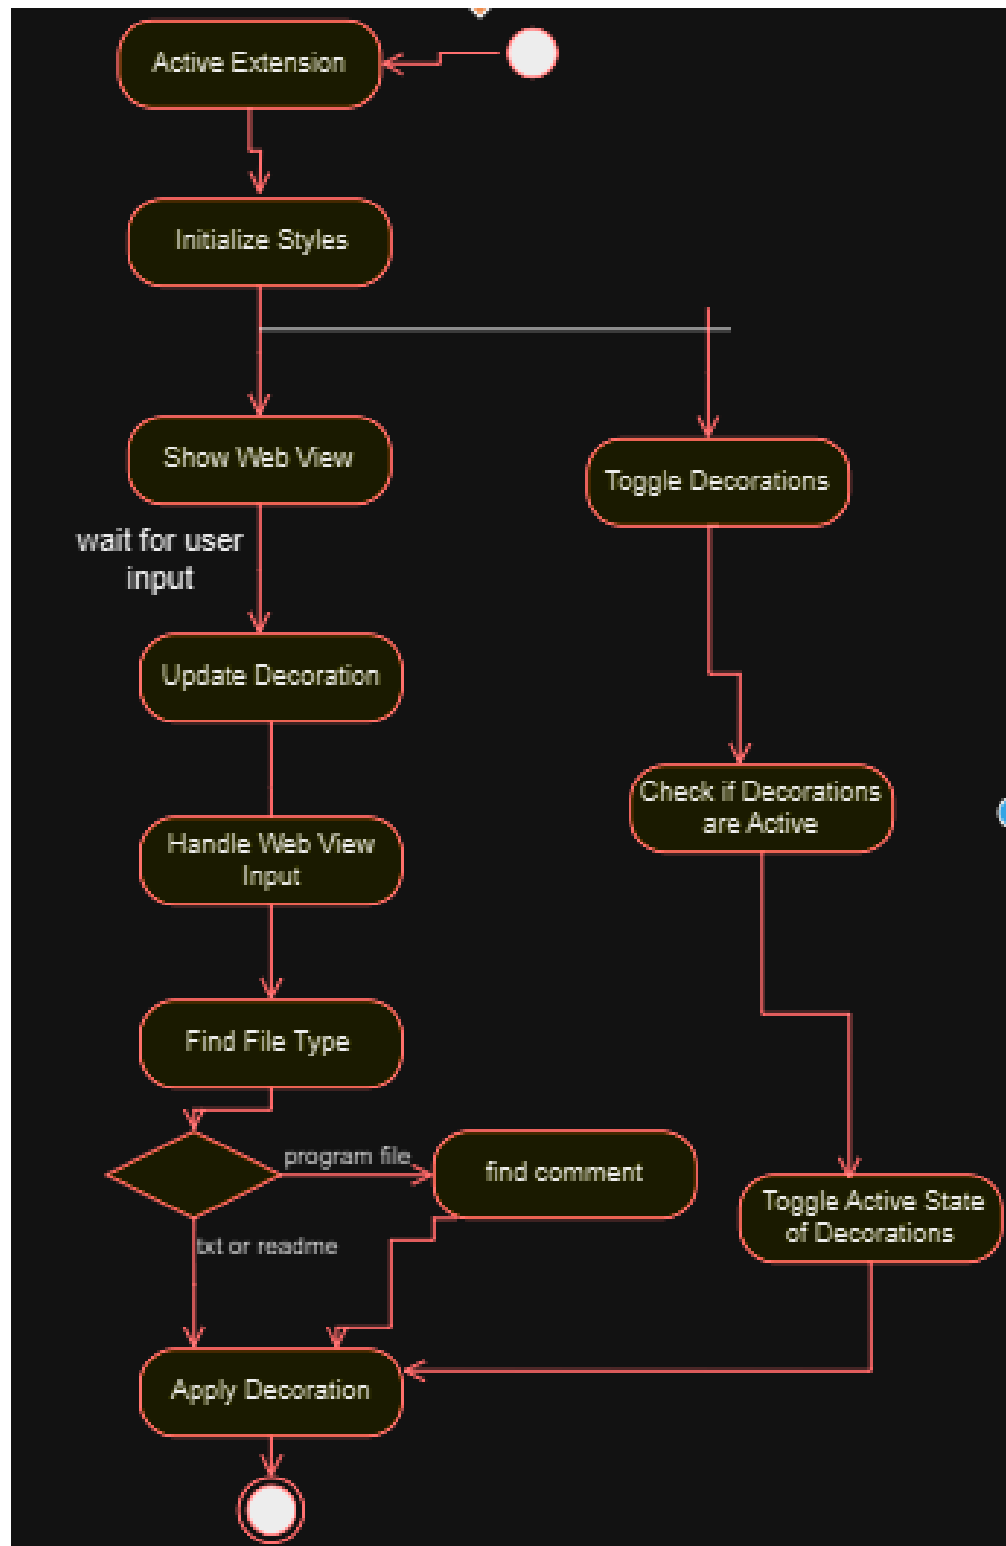 Active Extension
Initialize Styles
Show Web View
Toggle Decorations
wait for user
input
Update Decoration
Check if Decorations
are Active
Handle Web View
Input
Find File Type
program file
find comment
Toggle Active State
of Decorations
txt or readme
Apply Decoration